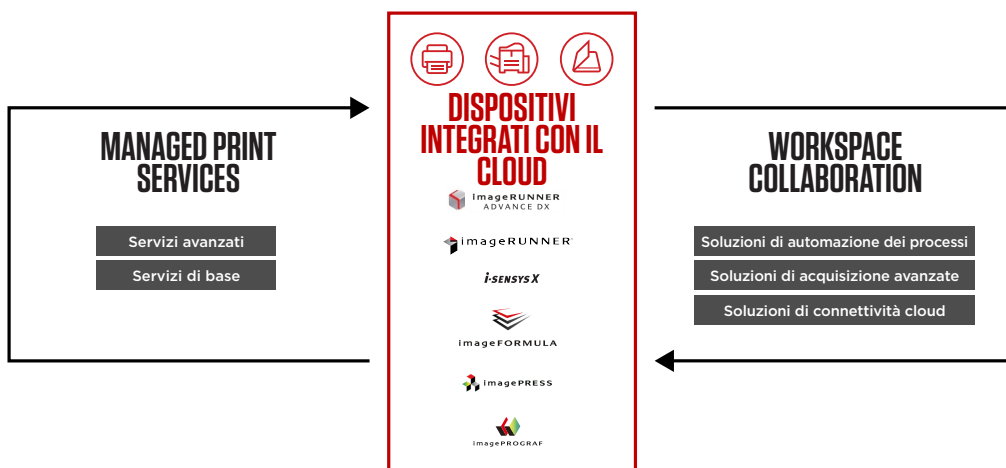 MANAGED PRINT
SERVICES
Servizi avanzati
Servizi di base
DISPOSITIVI
INTEGRATI CON IL
CLOUD
imageRUNNER
ADVANCE DX
imageRUNNER
i-SENSYS X
imageFORMULA
imagePRESS
imagePROGRAF
WORKSPACE
COLLABORATION
Soluzioni di automazione dei processi
Soluzioni di acquisizione avanzate
Soluzioni di connettività cloud